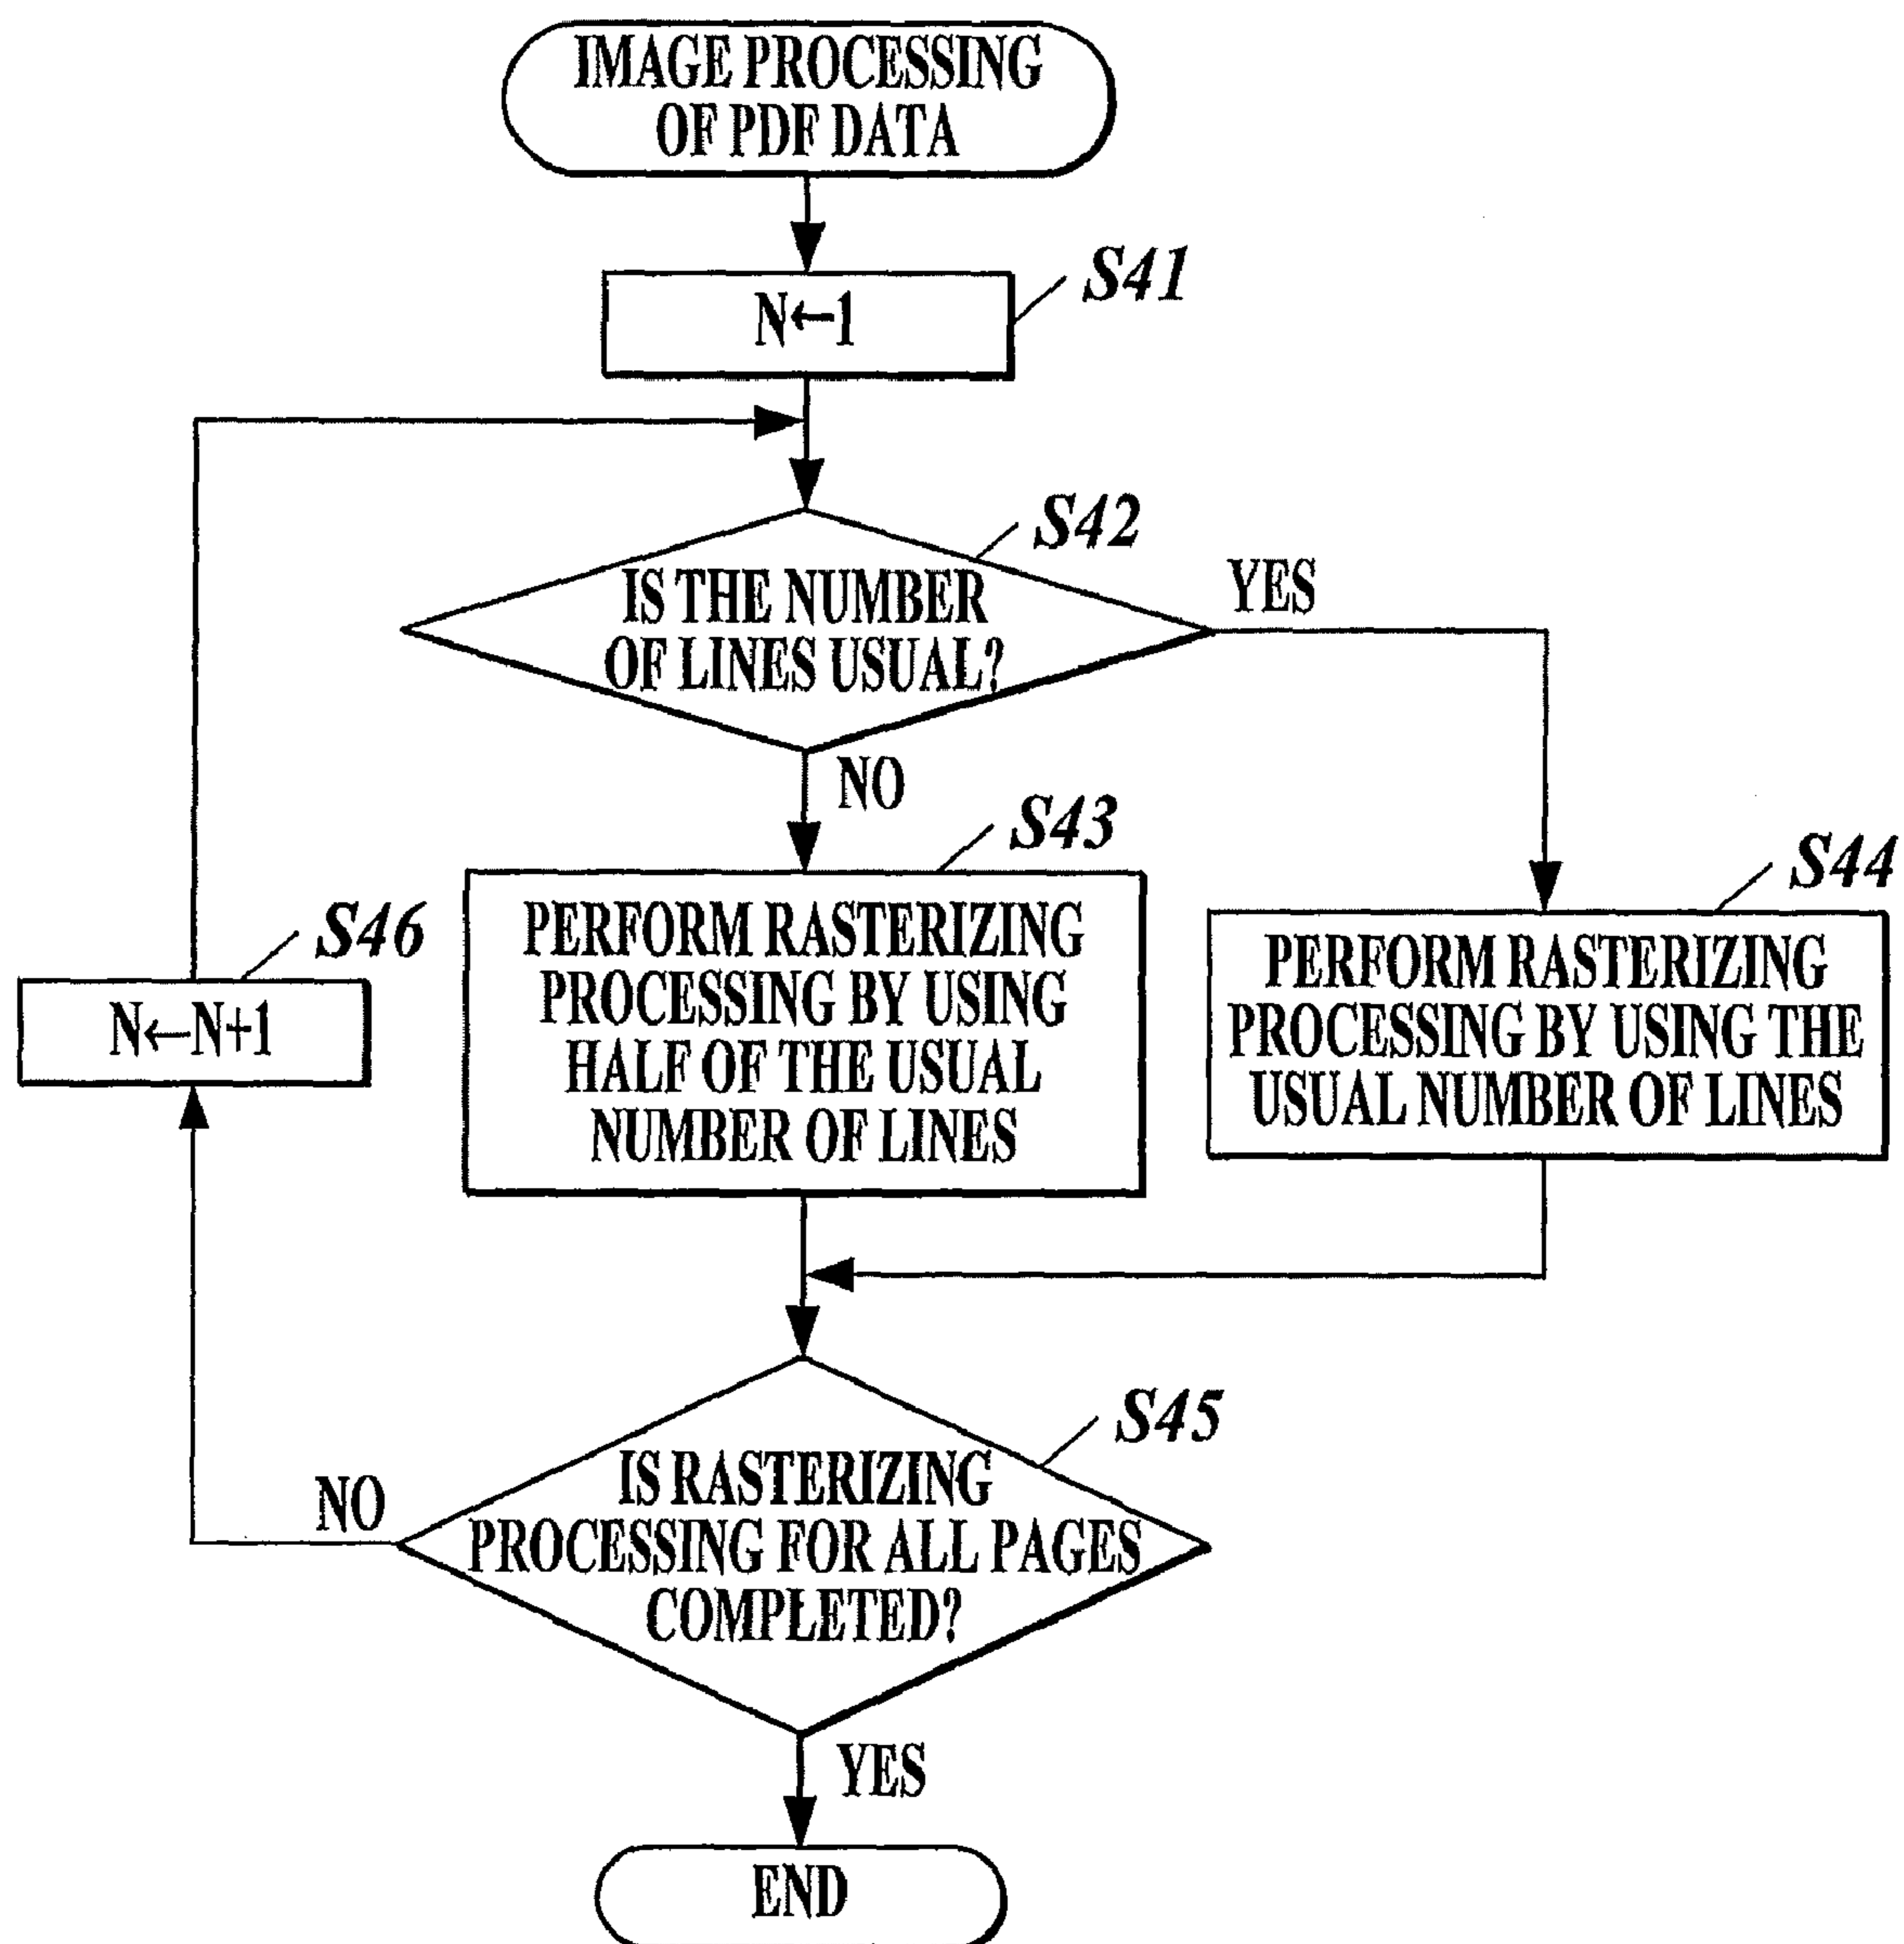 IMAGE PROCESSING
OF PDF DATA
S41
N←1
S42
IS THE NUMBER
OF LINES USUAL?
YES
NO
S43
PERFORM RASTERIZING
PROCESSING BY USING
HALF OF THE USUAL
NUMBER OF LINES
S44
PERFORM RASTERIZING
PROCESSING BY USING THE
USUAL NUMBER OF LINES
S46
N←N+1
S45
IS RASTERIZING
PROCESSING FOR ALL PAGES
COMPLETED?
NO
YES
END